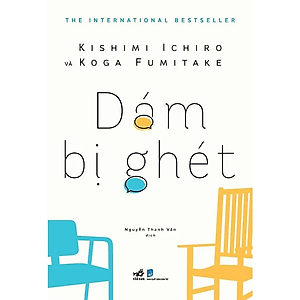 THE INTERNATIONAL BESTSELLER
KISHIMI ICHIRO
VÀ KOGA FUMITAKE
Dám
bị ghét
Nguyễn Thanh Vân
dịch